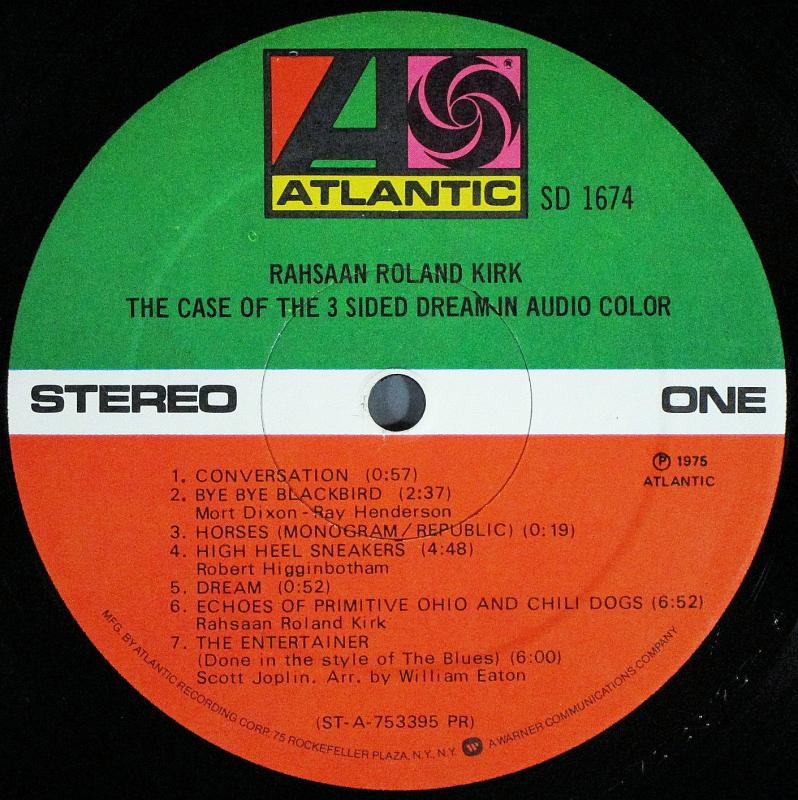 ATLANTIC
SD 1674
RAHSAAN ROLAND KIRK
THE CASE OF THE 3 SIDED DREAM IN AUDIO COLOR
STEREO
ONE
℗ 1975
ATLANTIC
1. CONVERSATION (0:57)
2. BYE BYE BLACKBIRD (2:37)
Mort Dixon-Ray Henderson
3. HORSES (MONOGRAM/REPUBLIC) (0:19)
4. HIGH HEEL SNEAKERS (4:48)
Robert Higginbotham
5. DREAM (0:52)
6. ECHOES OF PRIMITIVE OHIO AND CHILI DOGS (6:52)
Rahsaan Roland Kirk
7. THE ENTERTAINER
(Done in the style of The Blues) (6:00)
Scott Joplin. Arr. by William Eaton
(ST-A-753395 PR)
MFG. BY ATLANTIC RECORDING CORP. 75 ROCKEFELLER PLAZA, N.Y., N.Y. A WARNER COMMUNICATIONS COMPANY